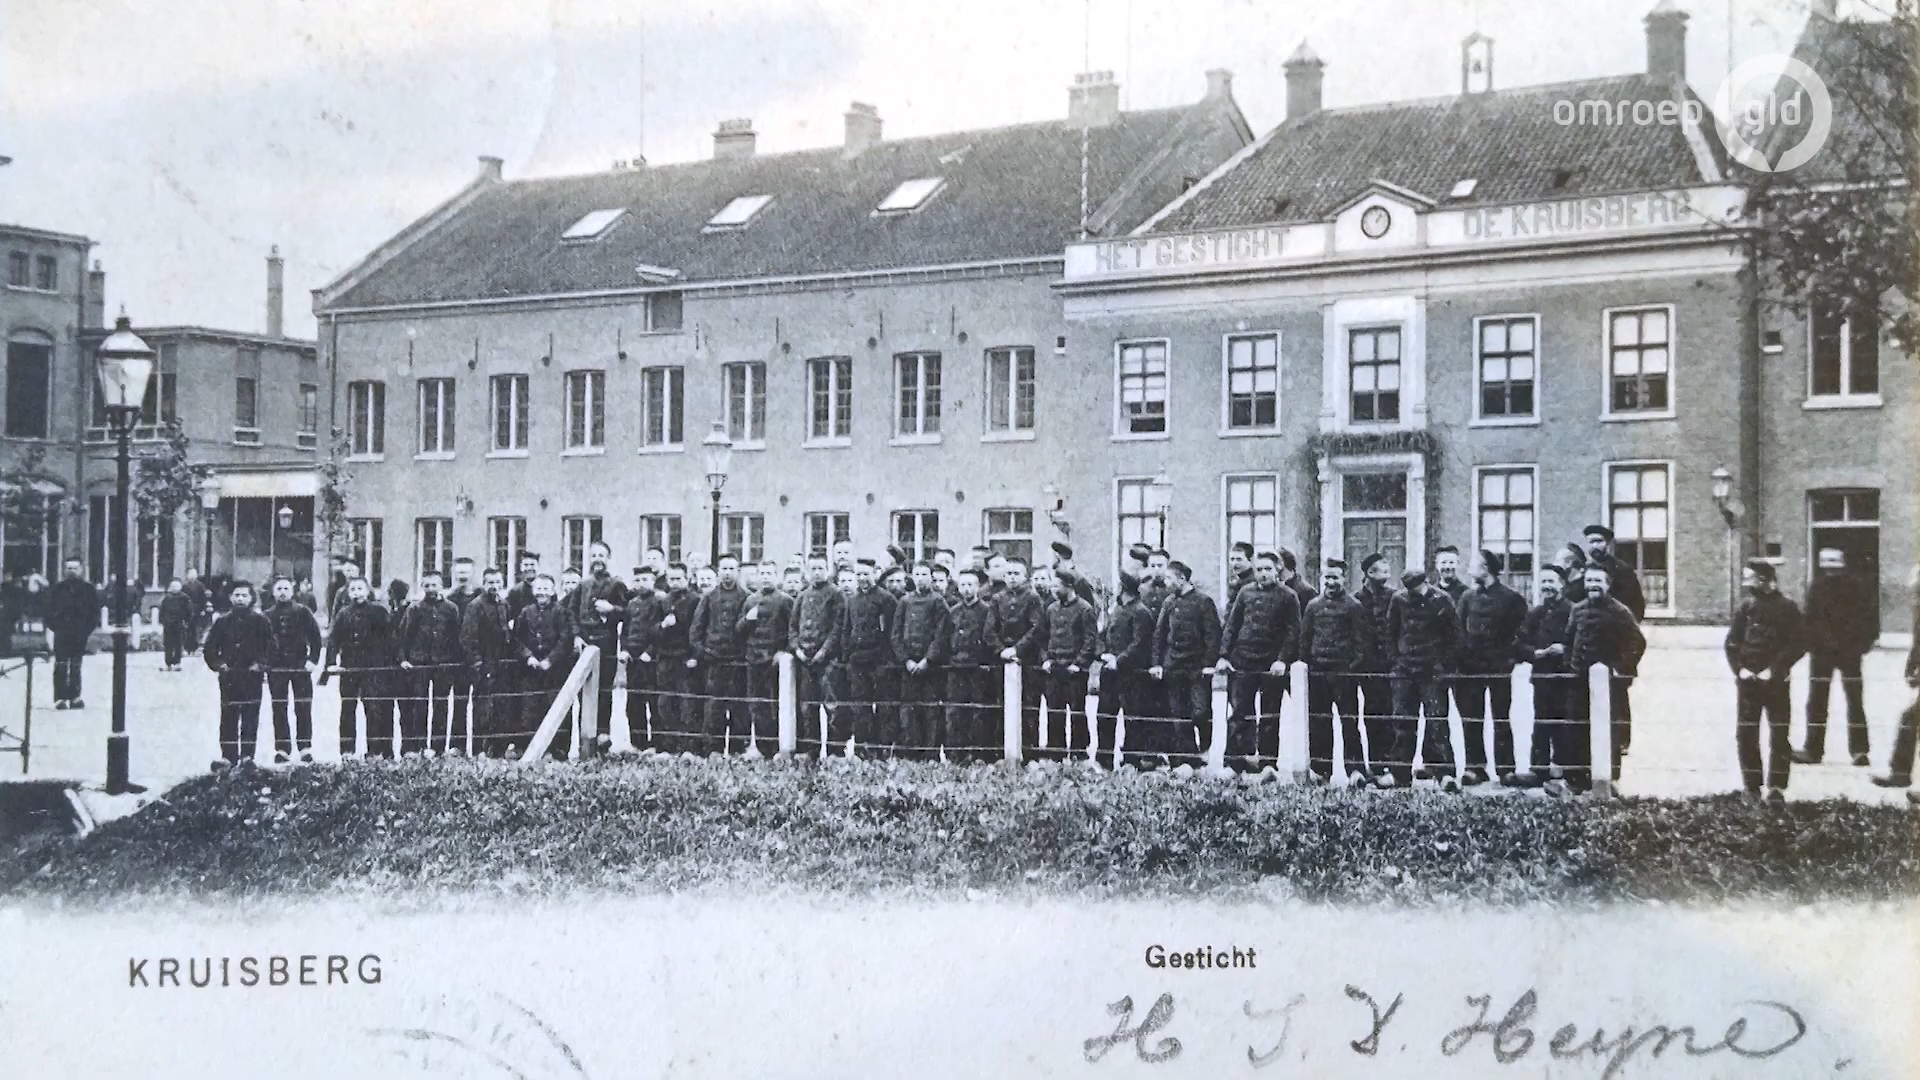 omroep gld
HET GESTICHT DE KRUISBERG
KRUISBERG
Gesticht
H J V. Heyne.